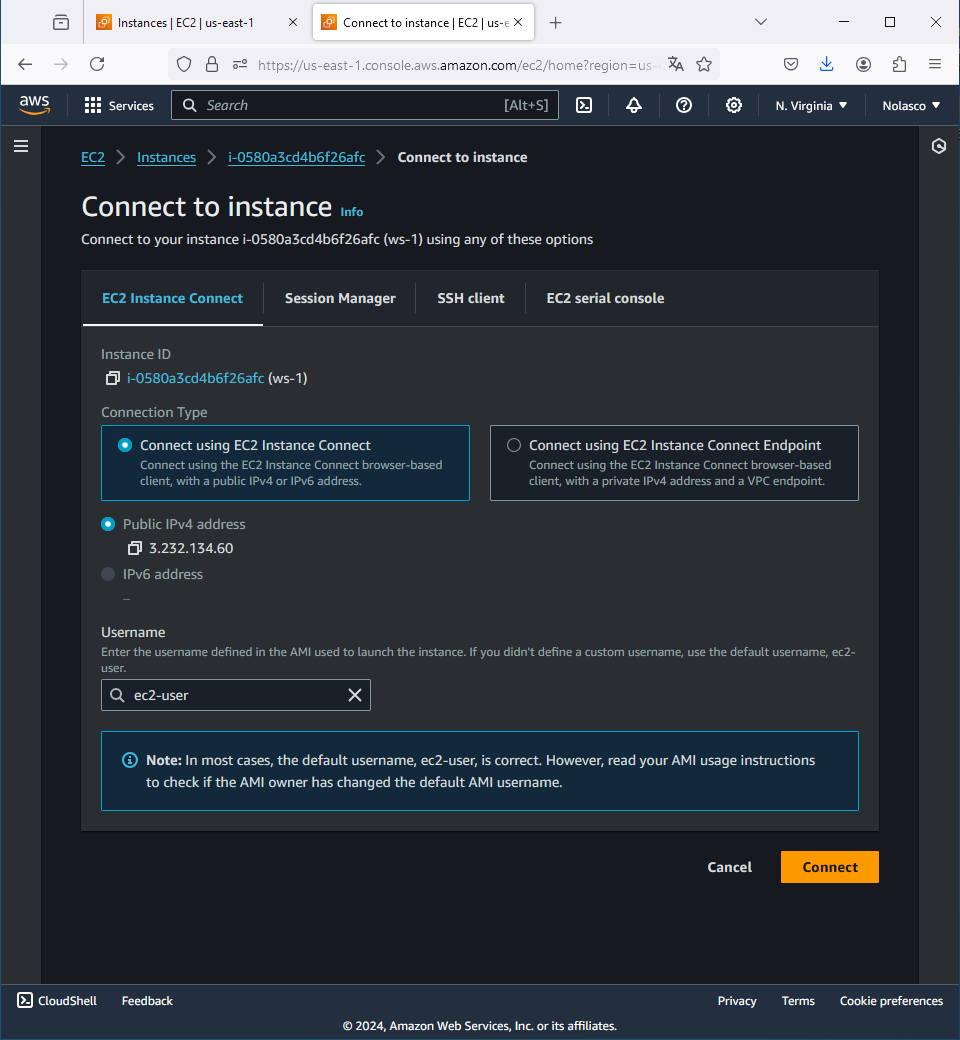 Instances | EC2 | us-east-1
Connect to instance | EC2 | us-e
https://us-east-1.console.aws.amazon.com/ec2/home?region=us-
aws
Services
Search
[Alt+S]
N. Virginia
Nolasco
EC2
Instances
i-0580a3cd4b6f26afc
Connect to instance
Connect to instance
Info
Connect to your instance i-0580a3cd4b6f26afc (ws-1) using any of these options
EC2 Instance Connect
Session Manager
SSH client
EC2 serial console
Instance ID
i-0580a3cd4b6f26afc (ws-1)
Connection Type
Connect using EC2 Instance Connect
Connect using the EC2 Instance Connect browser-based
client, with a public IPv4 or IPv6 address.
Connect using EC2 Instance Connect Endpoint
Connect using the EC2 Instance Connect browser-based
client, with a private IPv4 address and a VPC endpoint.
Public IPv4 address
3.232.134.60
IPv6 address
–
Username
Enter the username defined in the AMI used to launch the instance. If you didn't define a custom username, use the default username, ec2-
user.
ec2-user
Note: In most cases, the default username, ec2-user, is correct. However, read your AMI usage instructions
to check if the AMI owner has changed the default AMI username.
Cancel
Connect
CloudShell
Feedback
Privacy
Terms
Cookie preferences
© 2024, Amazon Web Services, Inc. or its affiliates.